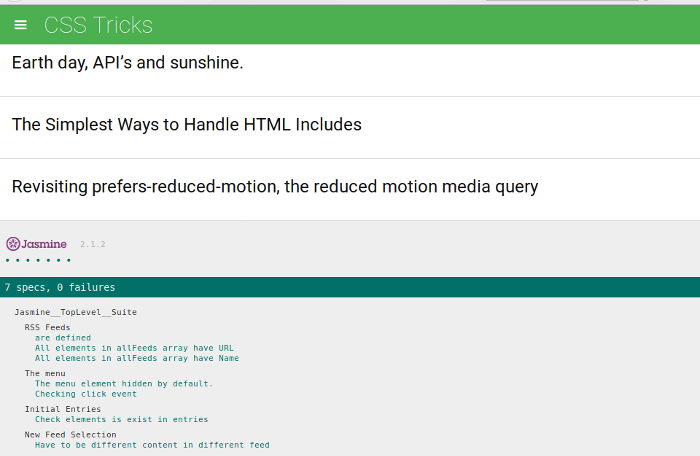 CSS Tricks
Earth day, API’s and sunshine.
The Simplest Ways to Handle HTML Includes
Revisiting prefers-reduced-motion, the reduced motion media query
Jasmine 2.1.2
7 specs, 0 failures
Jasmine__TopLevel__Suite
RSS Feeds
are defined
All elements in allFeeds array have URL
All elements in allFeeds array have Name
The menu
The menu element hidden by default.
Checking click event
Initial Entries
Check elements is exist in entries
New Feed Selection
Have to be different content in different feed